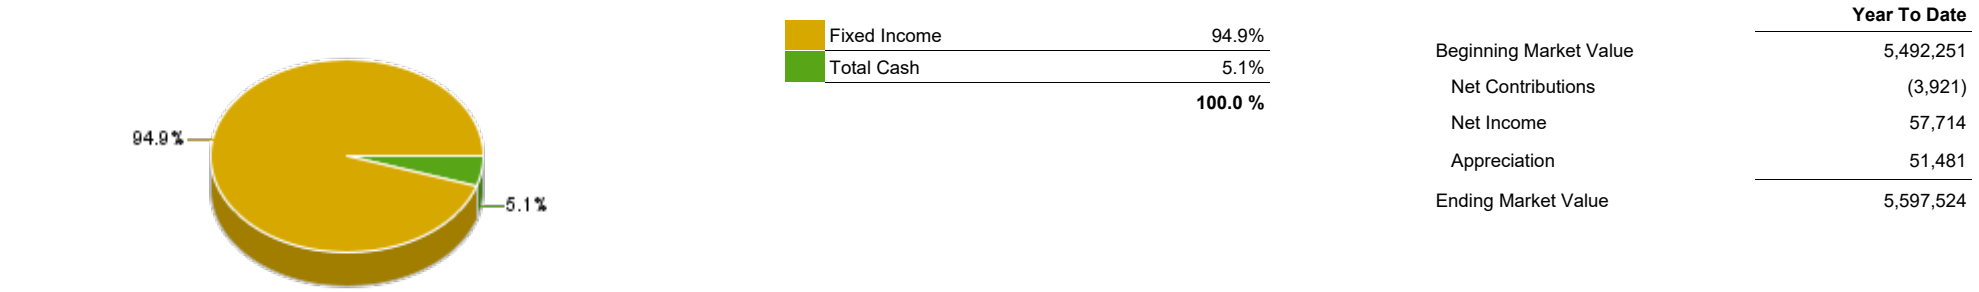 94.9%
5.1%
Fixed Income 94.9%
Total Cash 5.1%
100.0 %
Year To Date
Beginning Market Value 5,492,251
Net Contributions (3,921)
Net Income 57,714
Appreciation 51,481
Ending Market Value 5,597,524